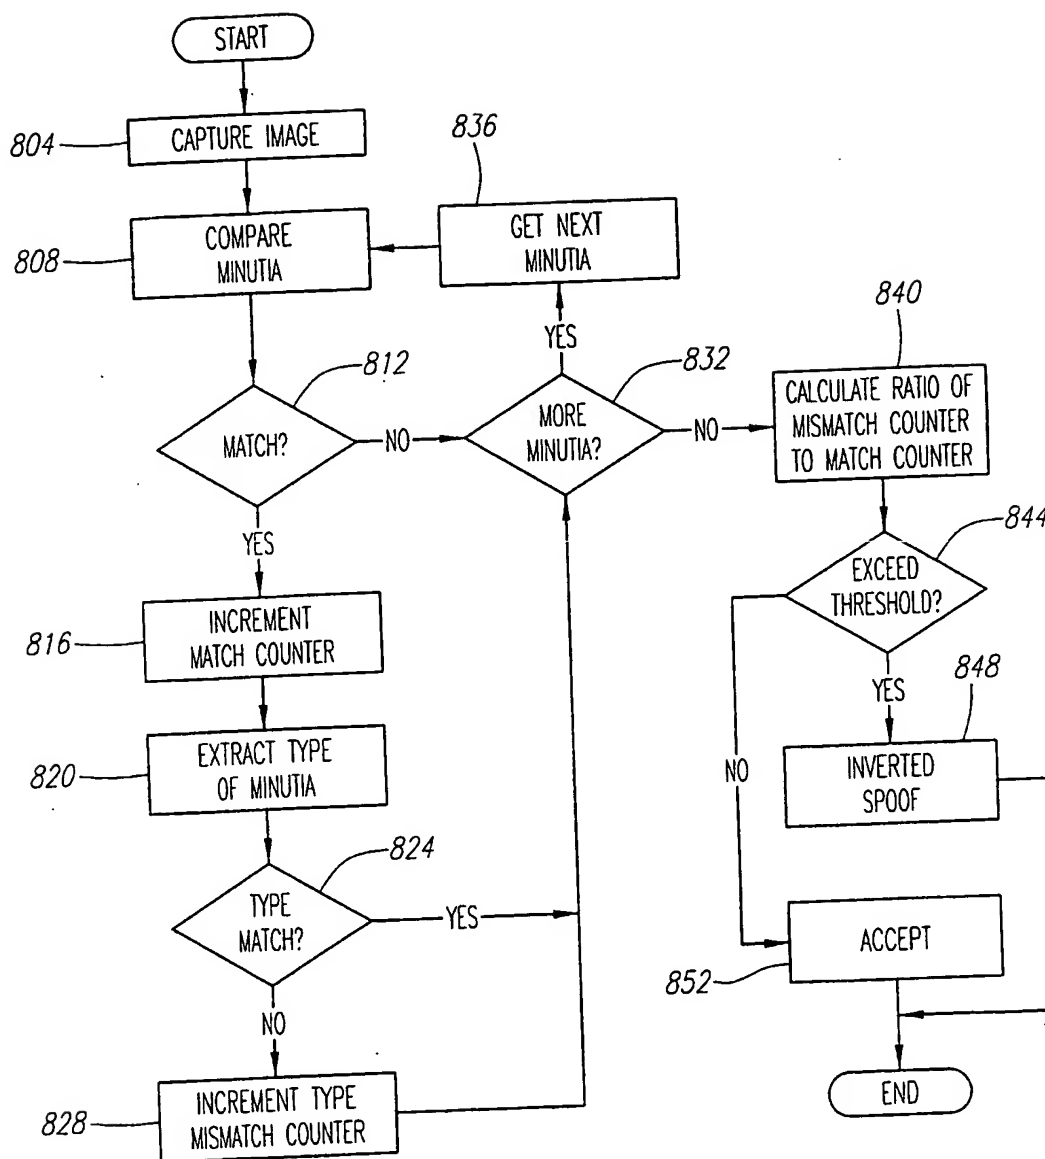 START
804
CAPTURE IMAGE
836
808
COMPARE
MINUTIA
GET NEXT
MINUTIA
YES
840
812
832
CALCULATE RATIO OF
MISMATCH COUNTER
TO MATCH COUNTER
MATCH?
NO
MORE
MINUTIA?
NO
844
YES
EXCEED
THRESHOLD?
816
INCREMENT
MATCH COUNTER
YES
848
820
EXTRACT TYPE
OF MINUTIA
NO
INVERTED
SPOOF
824
TYPE
MATCH?
YES
ACCEPT
852
NO
828
INCREMENT TYPE
MISMATCH COUNTER
END